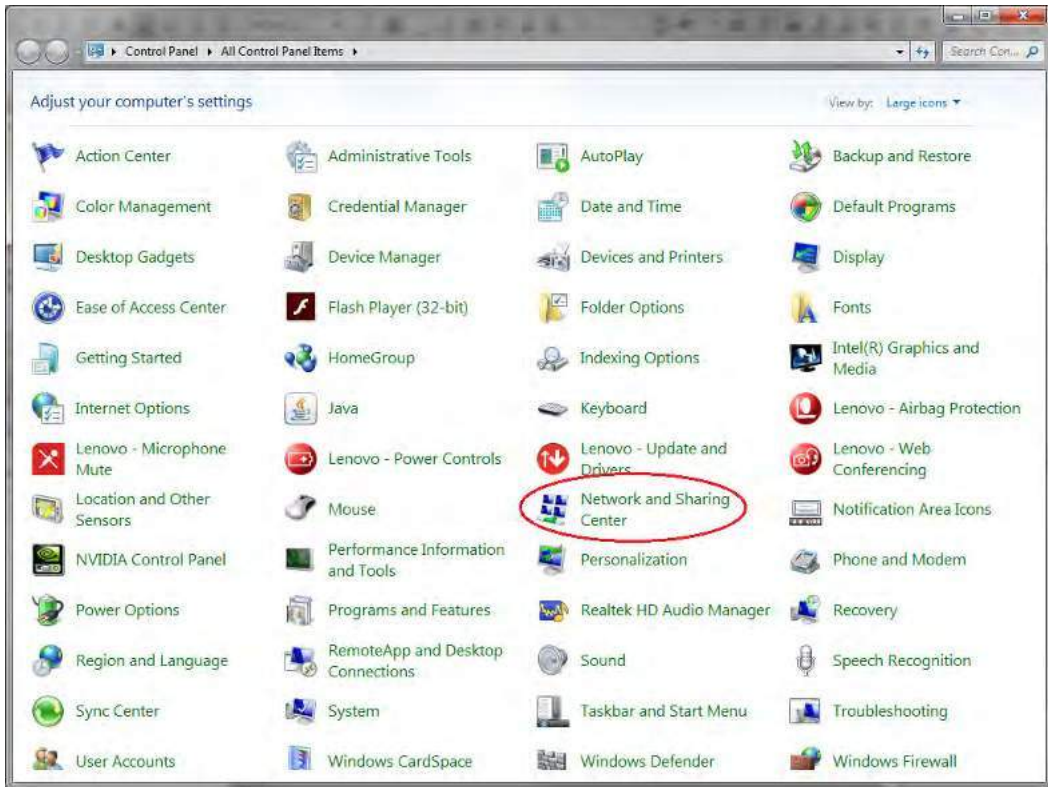 Control Panel ▸ All Control Panel Items ▸
Search Con...
Adjust your computer's settings
View by: Large icons
Action Center
Administrative Tools
AutoPlay
Backup and Restore
Color Management
Credential Manager
Date and Time
Default Programs
Desktop Gadgets
Device Manager
Devices and Printers
Display
Ease of Access Center
Flash Player (32-bit)
Folder Options
Fonts
Getting Started
HomeGroup
Indexing Options
Intel(R) Graphics and
Media
Internet Options
Java
Keyboard
Lenovo - Airbag Protection
Lenovo - Microphone
Mute
Lenovo - Power Controls
Lenovo - Update and
Drivers
Lenovo - Web
Conferencing
Location and Other
Sensors
Mouse
Network and Sharing
Center
Notification Area Icons
NVIDIA Control Panel
Performance Information
and Tools
Personalization
Phone and Modem
Power Options
Programs and Features
Realtek HD Audio Manager
Recovery
Region and Language
RemoteApp and Desktop
Connections
Sound
Speech Recognition
Sync Center
System
Taskbar and Start Menu
Troubleshooting
User Accounts
Windows CardSpace
Windows Defender
Windows Firewall